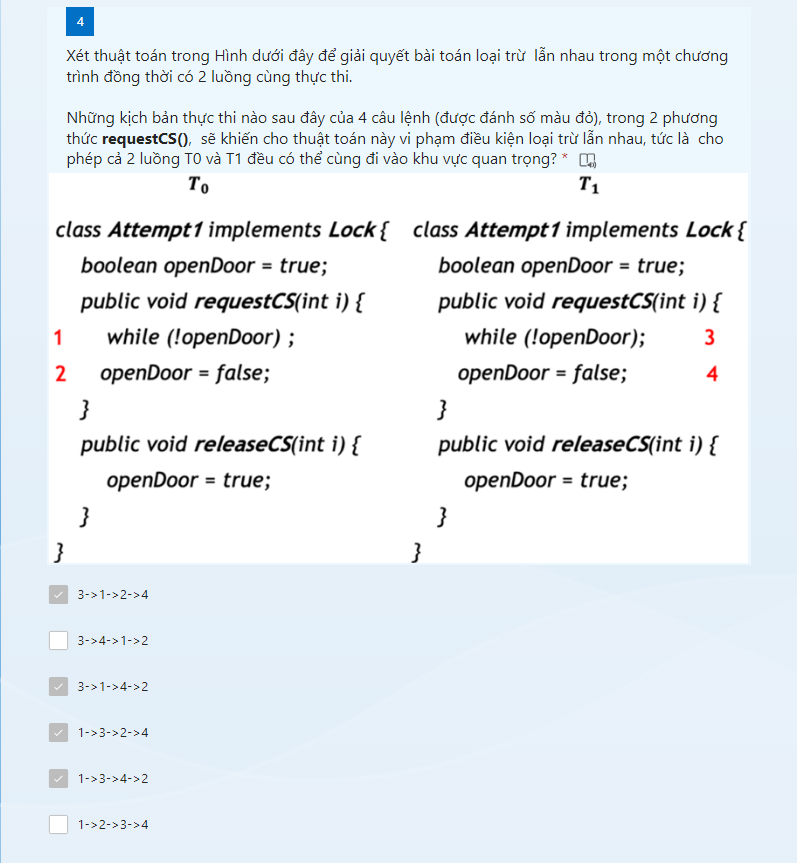 4
Xét thuật toán trong Hình dưới đây để giải quyết bài toán loại trừ lẫn nhau trong một chương
trình đồng thời có 2 luồng cùng thực thi.
Những kịch bản thực thi nào sau đây của 4 câu lệnh (được đánh số màu đỏ), trong 2 phương
thức requestCS(), sẽ khiến cho thuật toán này vi phạm điều kiện loại trừ lẫn nhau, tức là cho
phép cả 2 luồng T0 và T1 đều có thể cùng đi vào khu vực quan trọng? *
T₀
class Attempt1 implements Lock {
boolean openDoor = true;
public void requestCS(int i) {
1 while (!openDoor) ;
2 openDoor = false;
}
public void releaseCS(int i) {
openDoor = true;
}
}
T₁
class Attempt1 implements Lock {
boolean openDoor = true;
public void requestCS(int i) {
while (!openDoor); 3
openDoor = false; 4
}
public void releaseCS(int i) {
openDoor = true;
}
}
3->1->2->4
3->4->1->2
3->1->4->2
1->3->2->4
1->3->4->2
1->2->3->4